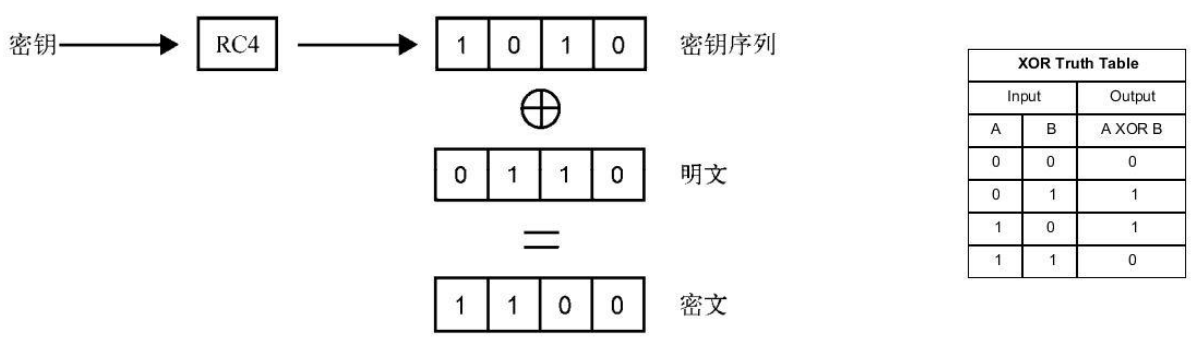 密钥 RC4 1 0 1 0 密钥序列
⊕
0 1 1 0 明文
=
1 1 0 0 密文
XOR Truth Table
Input Output
A B A XOR B
0 0 0
0 1 1
1 0 1
1 1 0